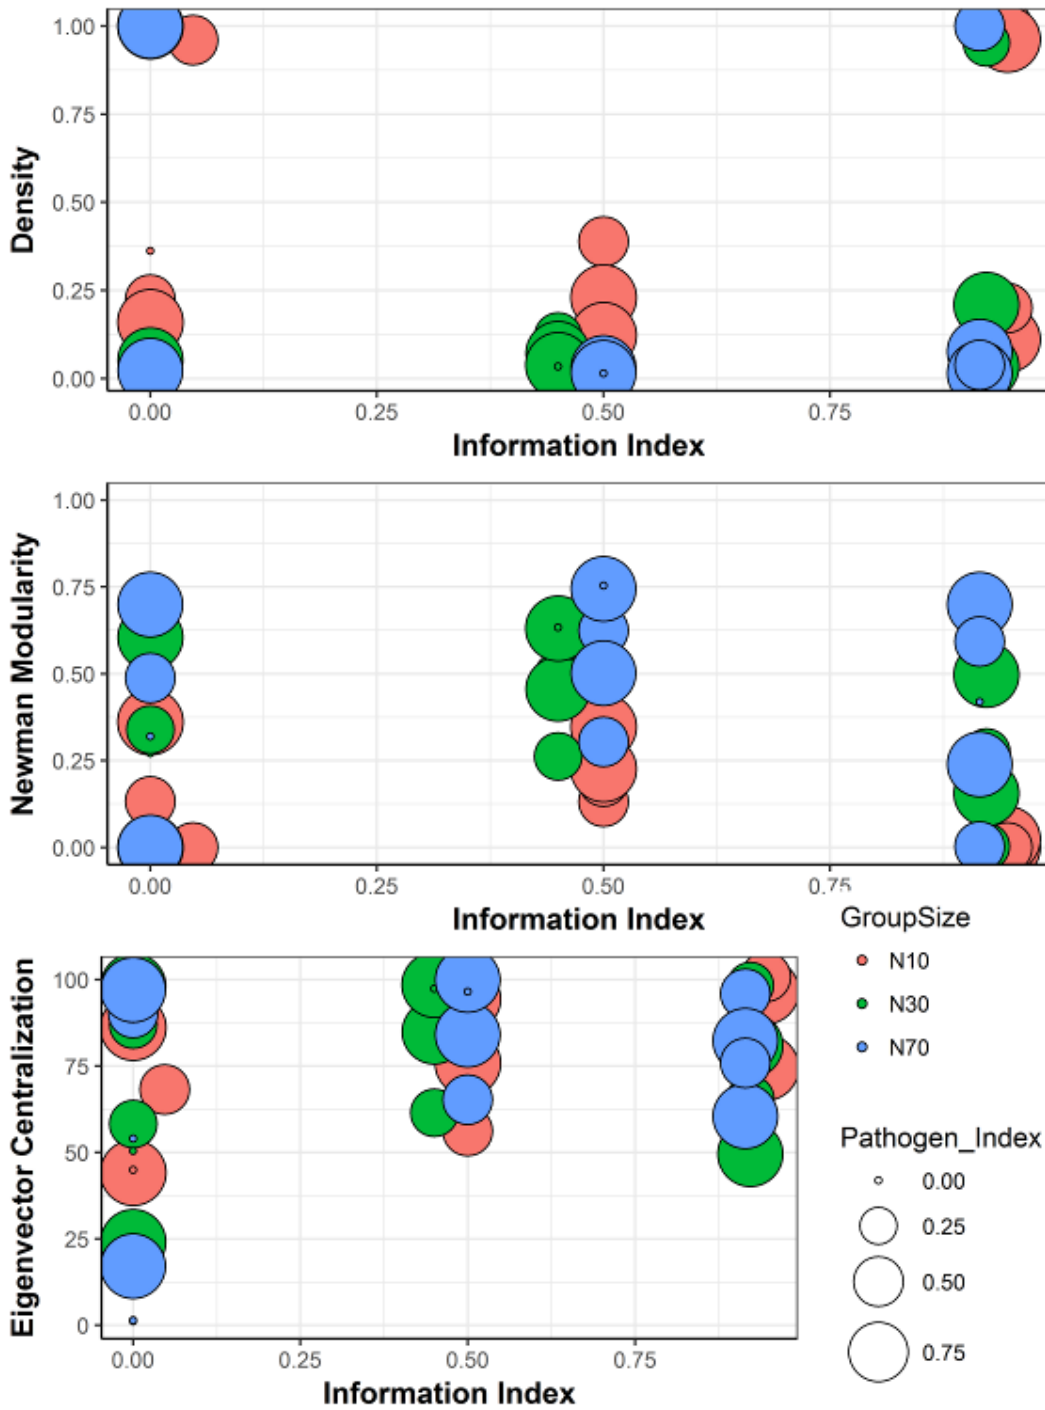 Density
1.00
0.75
0.50
0.25
0.00
0.00 0.25 0.50 0.75
Information Index
Newman Modularity
1.00
0.75
0.50
0.25
0.00
0.00 0.25 0.50 0.75
Information Index
Eigenvector Centralization
100
75
50
25
0
0.00 0.25 0.50 0.75
Information Index
GroupSize
N10
N30
N70
Pathogen_Index
0.00
0.25
0.50
0.75